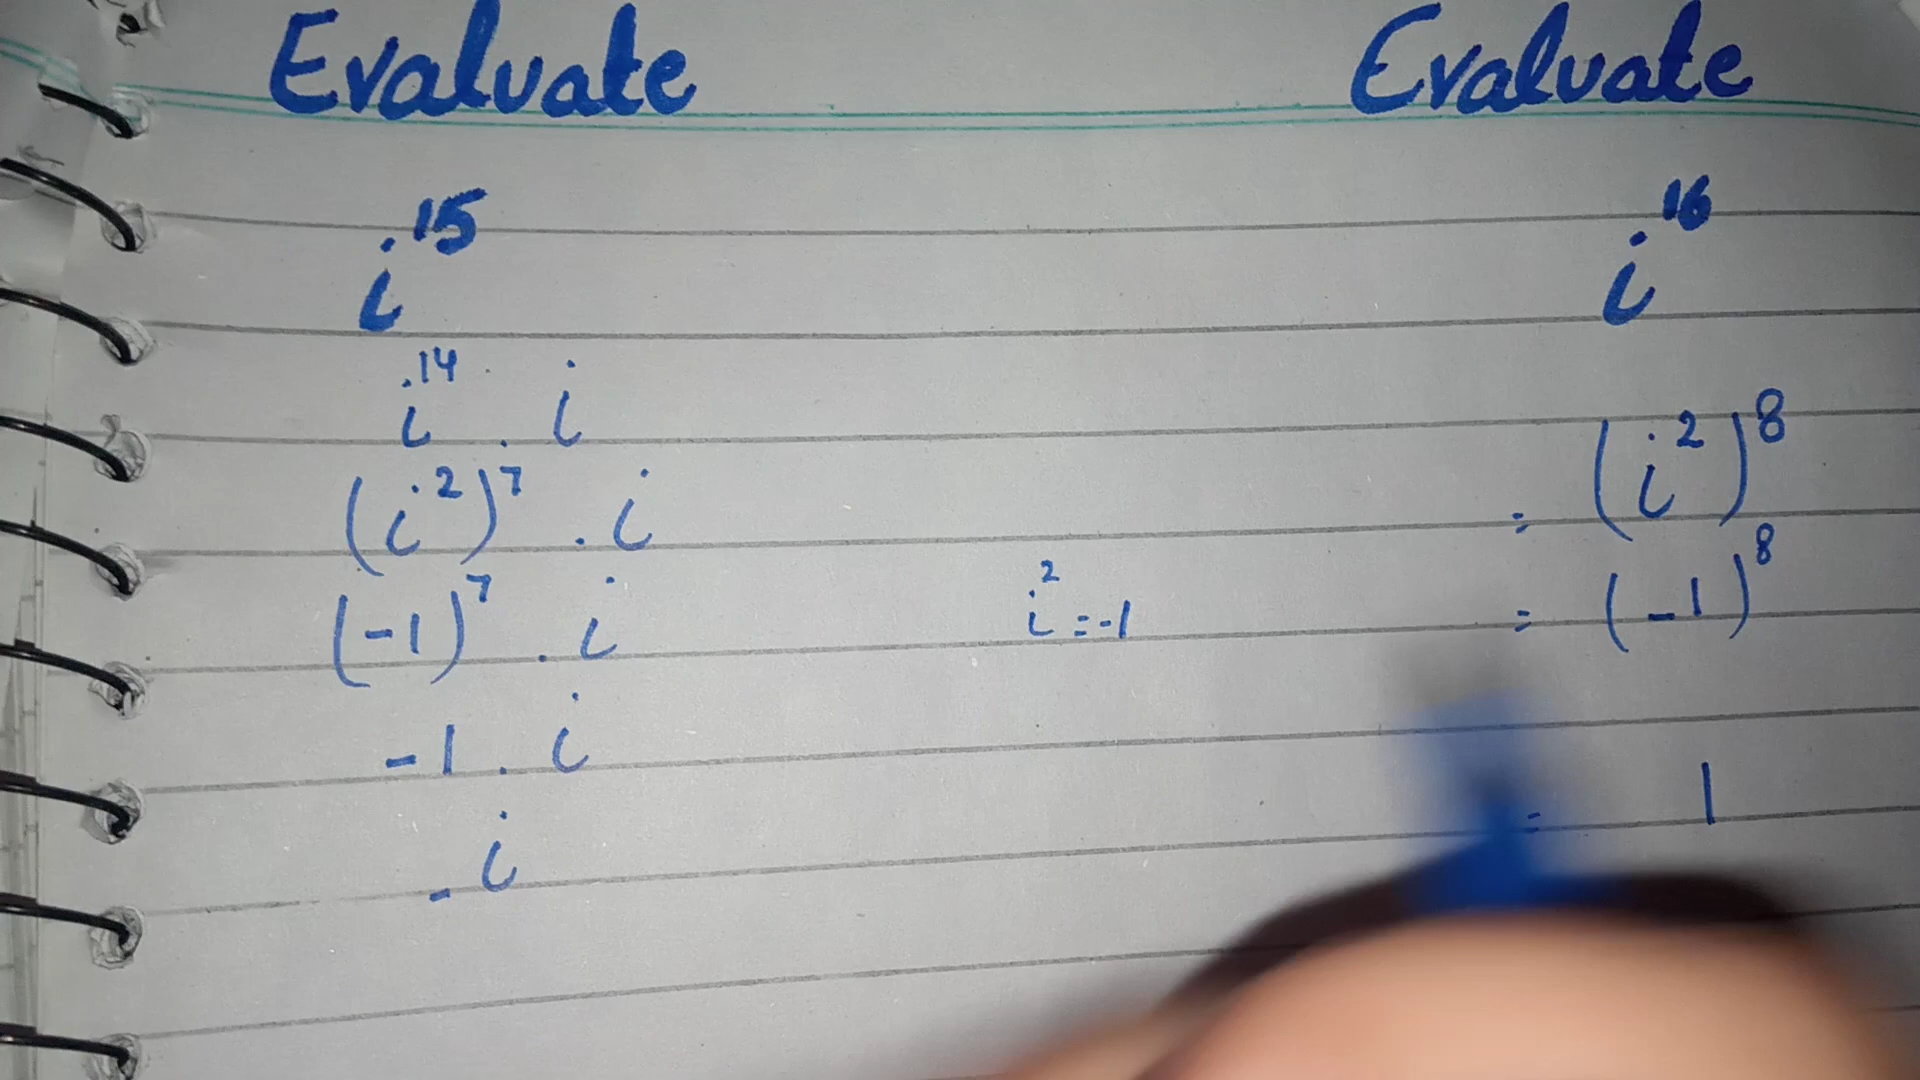 Evaluate
i^15
i^14 . i
(i^2)^7 . i
(-1)^7 . i
-1 . i
-i
i^2 = -1
Evaluate
i^16
= (i^2)^8
= (-1)^8
= 1